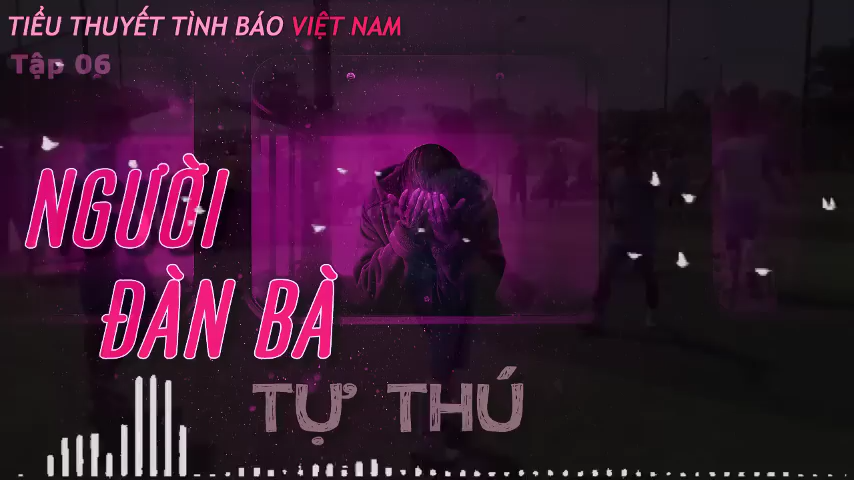 TIỂU THUYẾT TÌNH BÁO VIỆT NAM
Tập 06
NGƯỜI
ĐÀN BÀ
TỰ THÚ